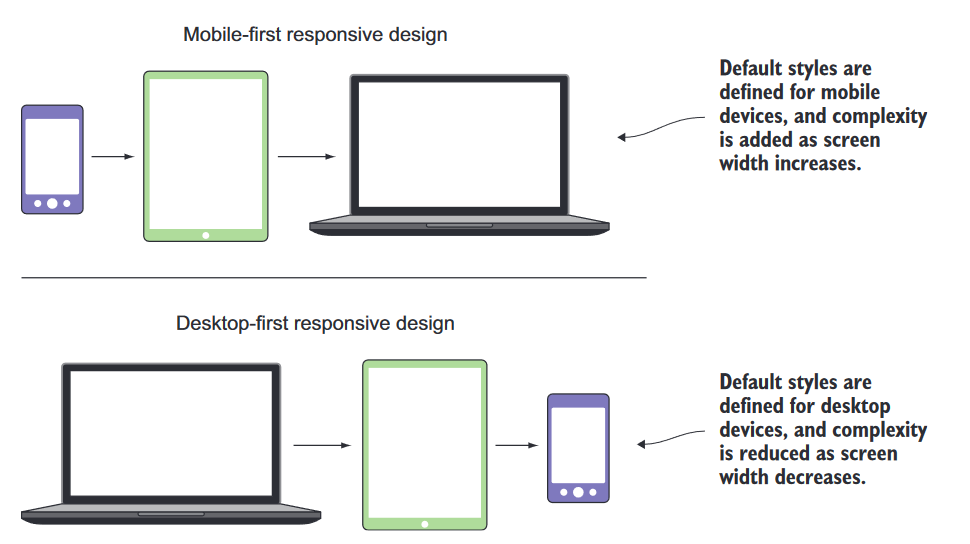 Mobile-first responsive design
Default styles are
defined for mobile
devices, and complexity
is added as screen
width increases.
Desktop-first responsive design
Default styles are
defined for desktop
devices, and complexity
is reduced as screen
width decreases.